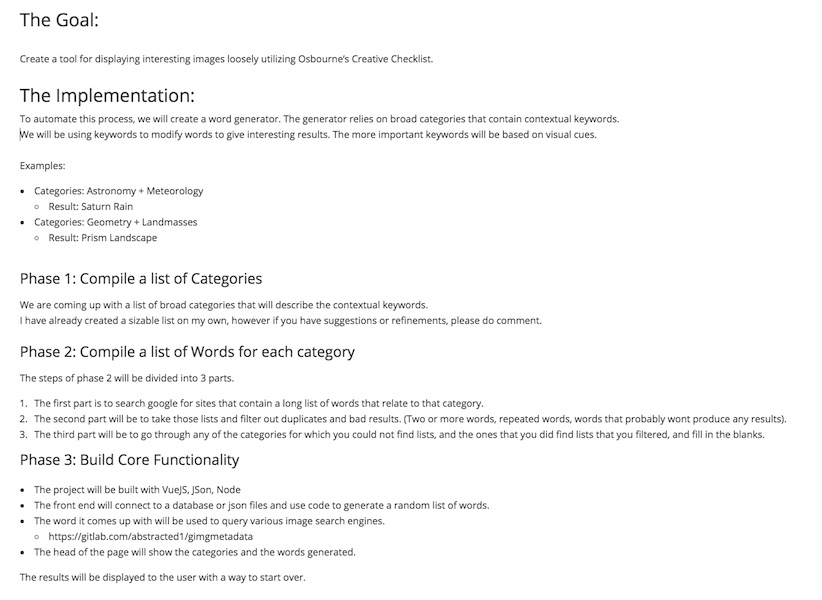 The Goal:
Create a tool for displaying interesting images loosely utilizing Osbourne's Creative Checklist.
The Implementation:
To automate this process, we will create a word generator. The generator relies on broad categories that contain contextual keywords.
We will be using keywords to modify words to give interesting results. The more important keywords will be based on visual cues.
Examples:
• Categories: Astronomy + Meteorology
○ Result: Saturn Rain
• Categories: Geometry + Landmasses
○ Result: Prism Landscape
Phase 1: Compile a list of Categories
We are coming up with a list of broad categories that will describe the contextual keywords.
I have already created a sizable list on my own, however if you have suggestions or refinements, please do comment.
Phase 2: Compile a list of Words for each category
The steps of phase 2 will be divided into 3 parts.
1. The first part is to search google for sites that contain a long list of words that relate to that category.
2. The second part will be to take those lists and filter out duplicates and bad results. (Two or more words, repeated words, words that probably wont produce any results).
3. The third part will be to go through any of the categories for which you could not find lists, and the ones that you did find lists that you filtered, and fill in the blanks.
Phase 3: Build Core Functionality
• The project will be built with VueJS, JSon, Node
• The front end will connect to a database or json files and use code to generate a random list of words.
• The word it comes up with will be used to query various image search engines.
○ https://gitlab.com/abstracted1/gimgmetadata
• The head of the page will show the categories and the words generated.
The results will be displayed to the user with a way to start over.